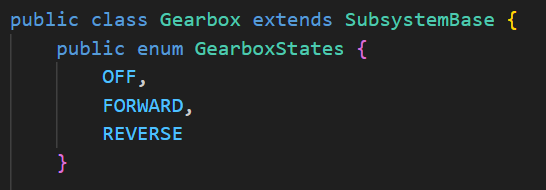 public class Gearbox extends SubsystemBase {
    public enum GearboxStates {
        OFF,
        FORWARD,
        REVERSE
    }